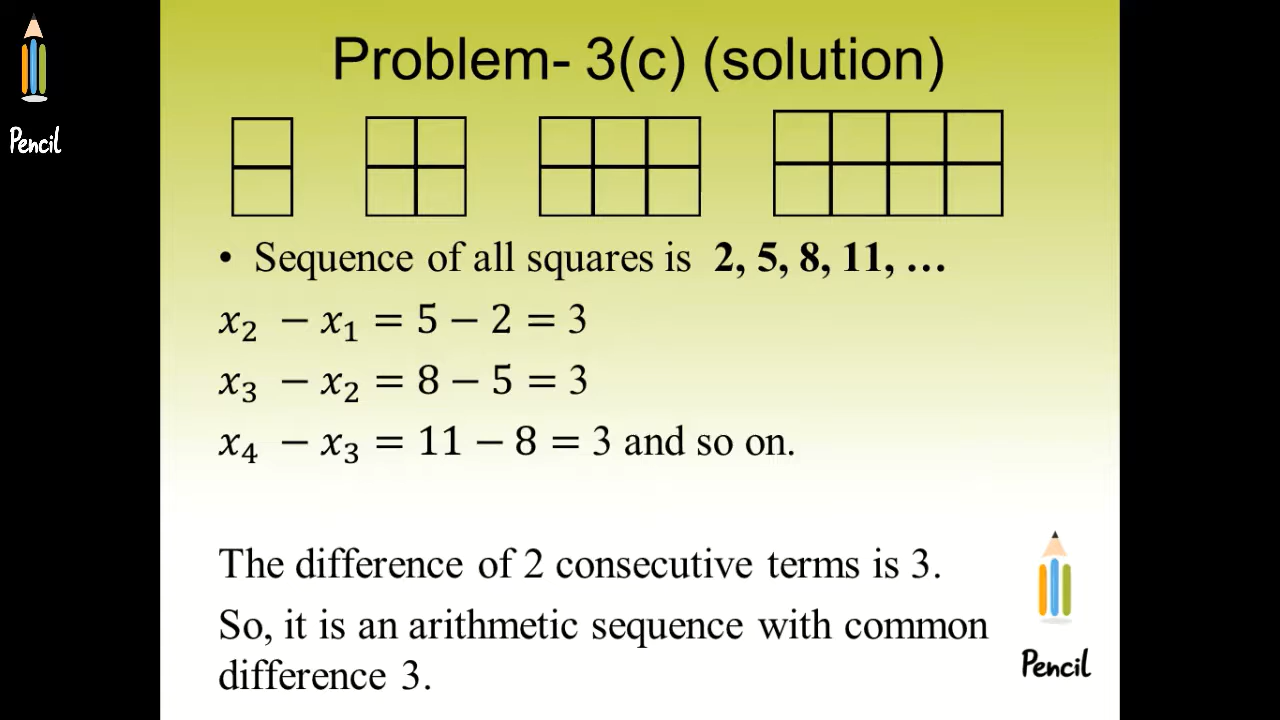 Pencil
Problem- 3(c) (solution)
• Sequence of all squares is 2, 5, 8, 11, …
x₂ − x₁ = 5 − 2 = 3
x₃ − x₂ = 8 − 5 = 3
x₄ − x₃ = 11 − 8 = 3 and so on.
The difference of 2 consecutive terms is 3.
So, it is an arithmetic sequence with common
difference 3.
Pencil